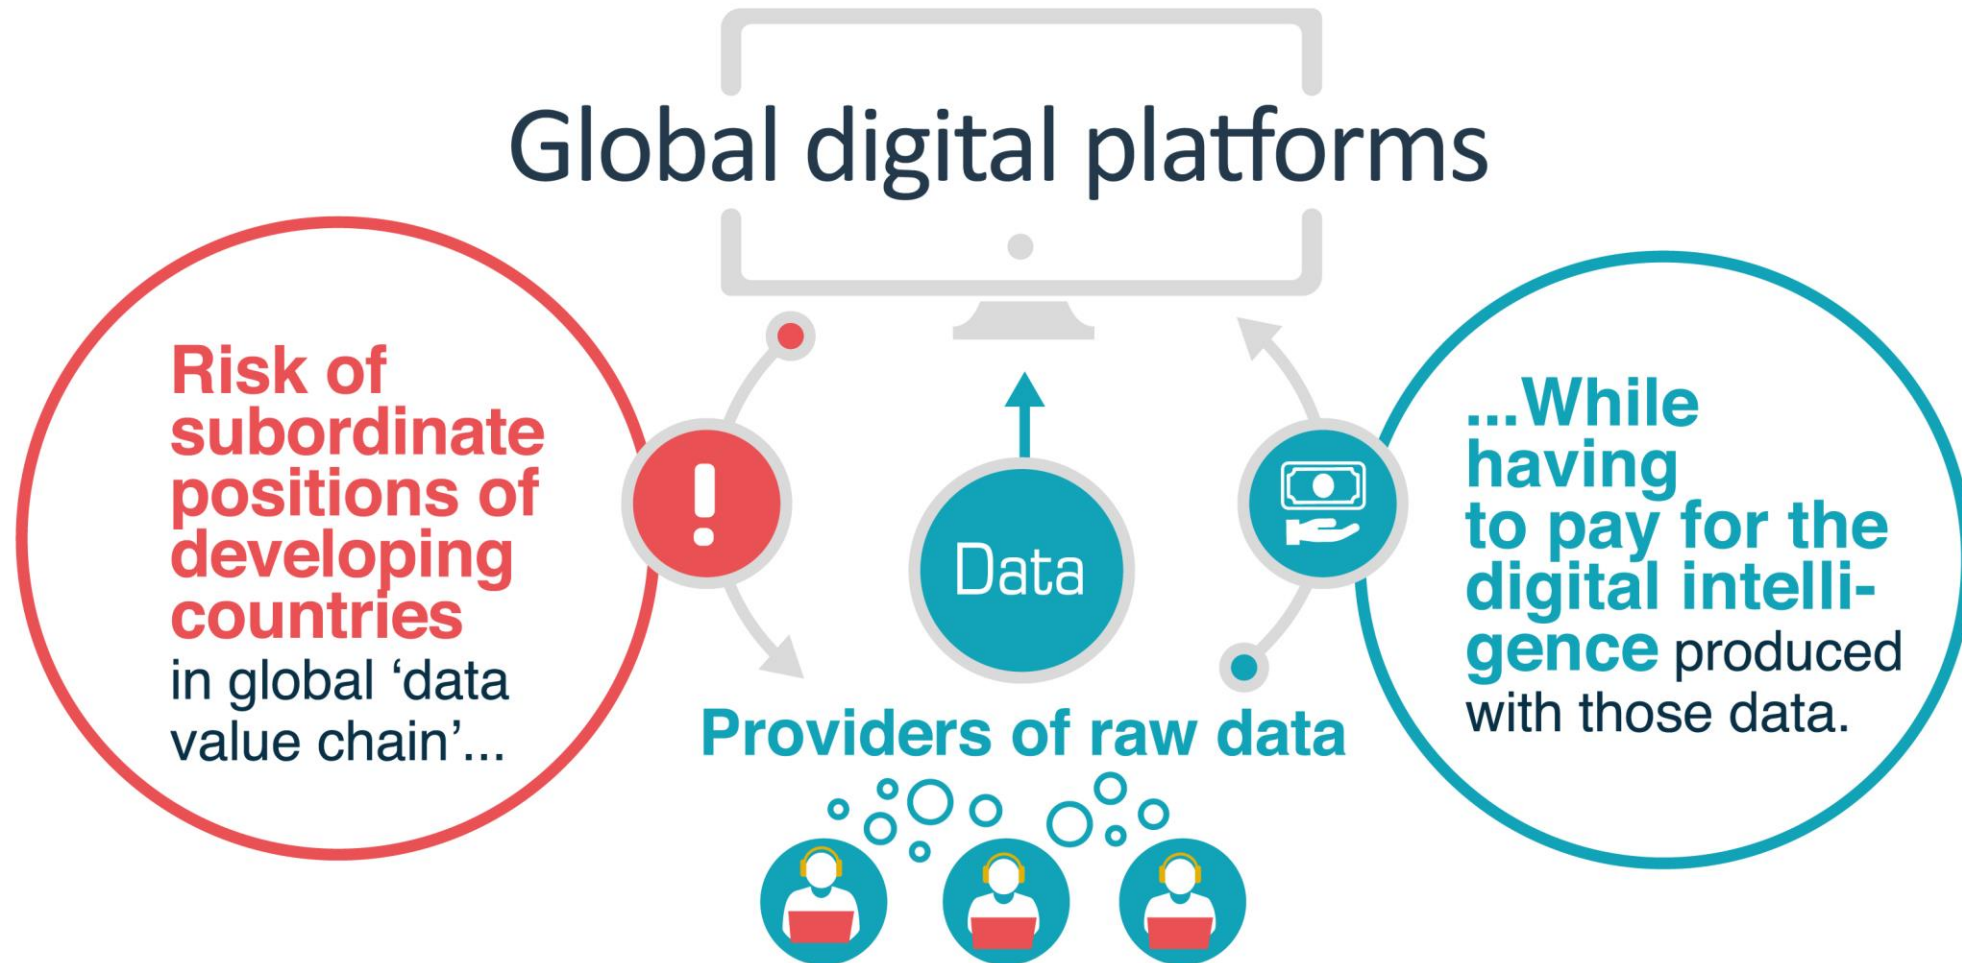 Global digital platforms
Risk of
subordinate
positions of
developing
countries
in global ‘data
value chain’...
!
Data
Providers of raw data
...While
having
to pay for the
digital intelli-
gence produced
with those data.